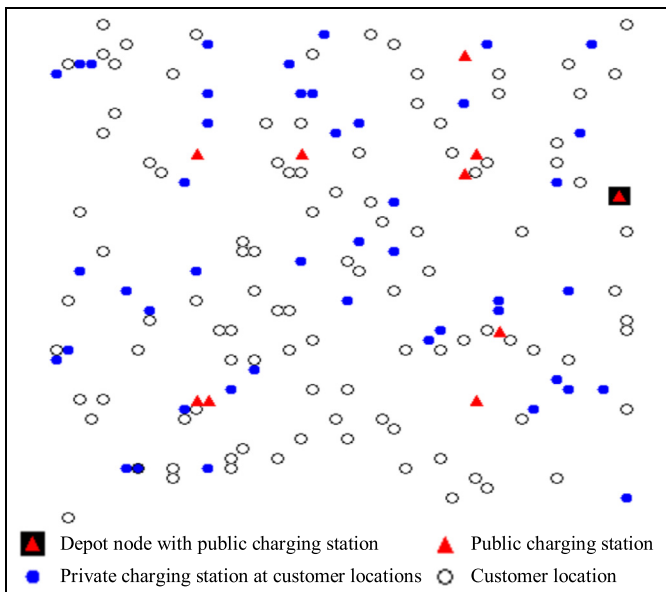 Depot node with public charging station
Public charging station
Private charging station at customer locations
Customer location